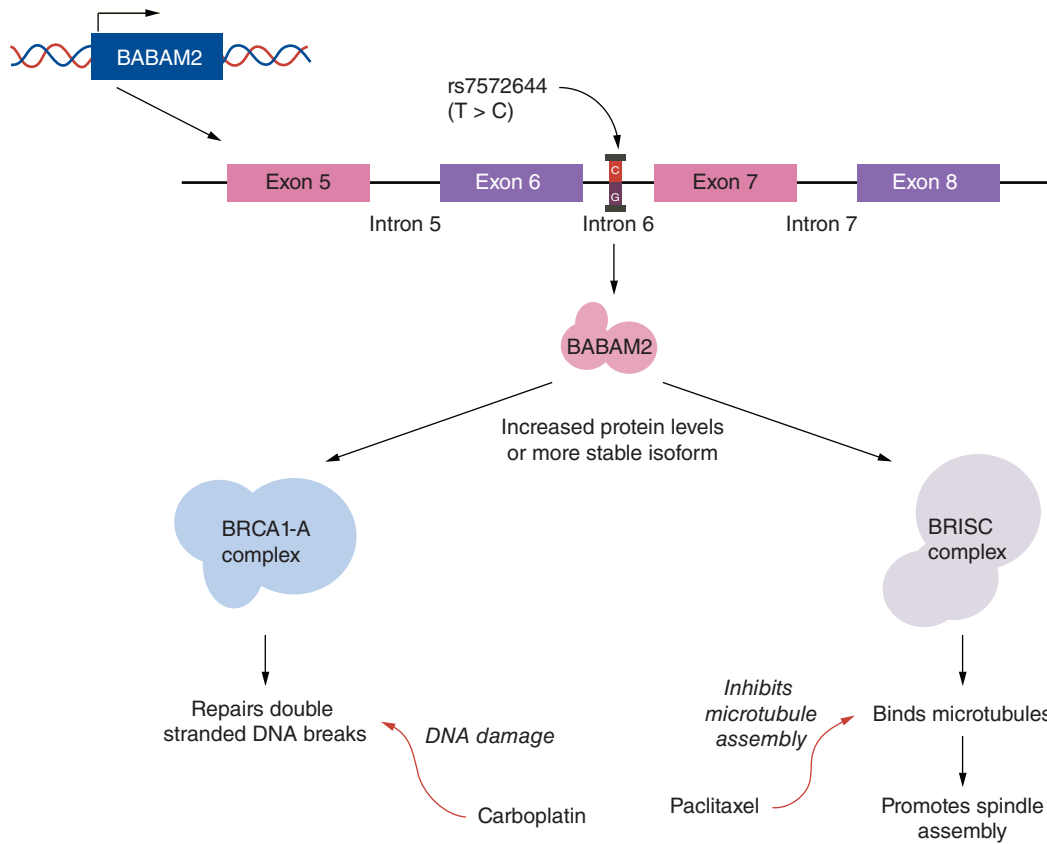 BABAM2
rs7572644
(T > C)
C
G
Exon 5
Exon 6
Exon 7
Exon 8
Intron 5
Intron 6
Intron 7
BABAM2
Increased protein levels
or more stable isoform
BRCA1-A
complex
BRISC
complex
Repairs double
stranded DNA breaks
DNA damage
Carboplatin
Inhibits
microtubule
assembly
Paclitaxel
Binds microtubules
Promotes spindle
assembly